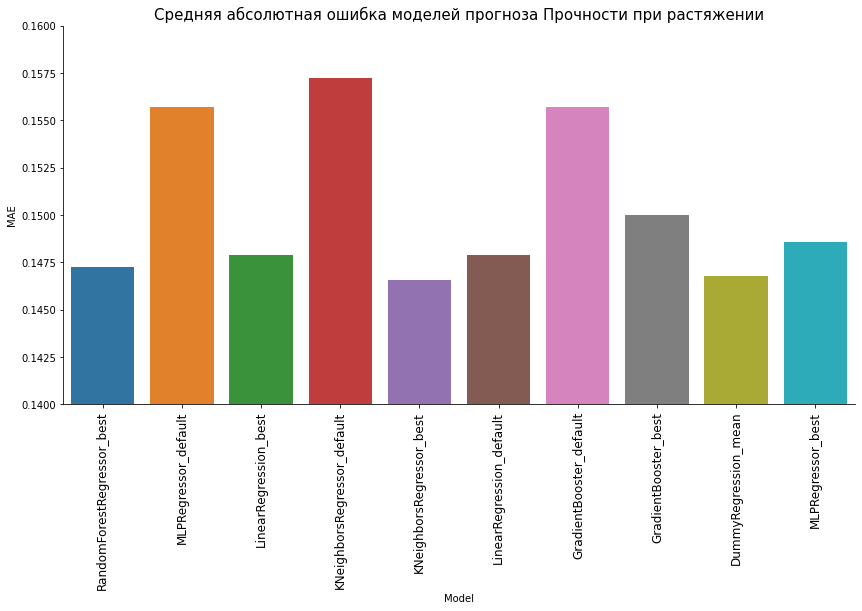 Средняя абсолютная ошибка моделей прогноза Прочности при растяжении
MAE
0.1600
0.1575
0.1550
0.1525
0.1500
0.1475
0.1450
0.1425
0.1400
RandomForestRegressor_best
MLPRegressor_default
LinearRegression_best
KNeighborsRegressor_default
KNeighborsRegressor_best
LinearRegression_default
GradientBooster_default
GradientBooster_best
DummyRegression_mean
MLPRegressor_best
Model